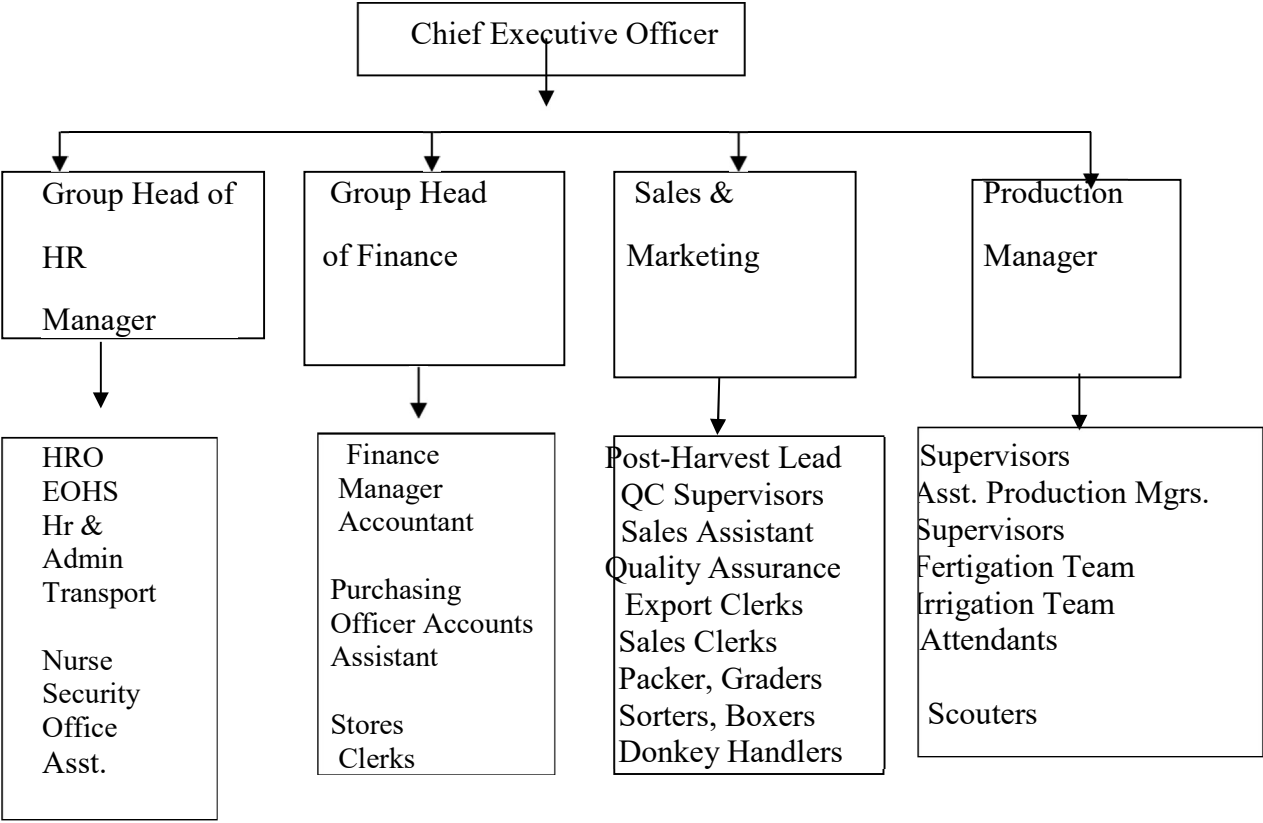 Chief Executive Officer
Group Head of
HR
Manager
Group Head
of Finance
Sales &
Marketing
Production
Manager
HRO
EOHS
Hr &
Admin
Transport
Nurse
Security
Office
Asst.
Finance
Manager
Accountant
Purchasing
Officer Accounts
Assistant
Stores
Clerks
Post-Harvest Lead
QC Supervisors
Sales Assistant
Quality Assurance
Export Clerks
Sales Clerks
Packer, Graders
Sorters, Boxers
Donkey Handlers
Supervisors
Asst. Production Mgrs.
Supervisors
Fertigation Team
Irrigation Team
Attendants
Scouters